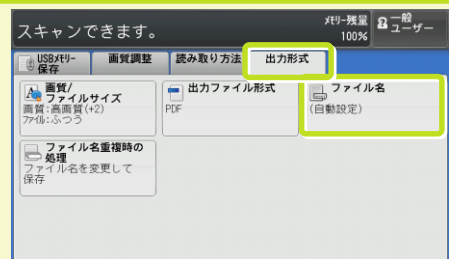 スキャンできます。
ﾒﾓﾘｰ残量
100%
一般
ユーザー
USBﾒﾓﾘｰ
保存
画質調整
読み取り方法
出力形式
画質/
ファイルサイズ
画質:高画質(+2)
ﾌｧｲﾙ:ふつう
出力ファイル形式
PDF
ファイル名
(自動設定)
ファイル名重複時の
処理
ファイル名を変更して
保存